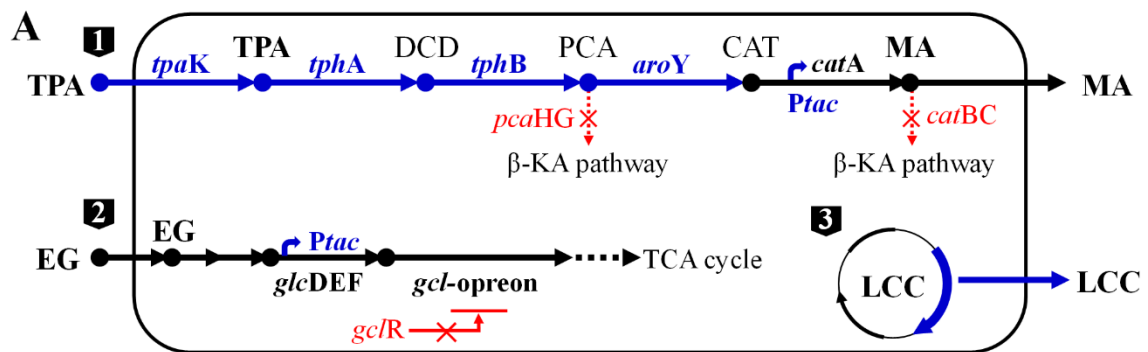 A
1
TPA tpaK TPA tphA DCD tphB PCA aroY CAT catA MA MA
Ptac
pcaHG catBC
β-KA pathway β-KA pathway
2
3
EG EG Ptac TCA cycle
glcDEF gcl-opreon
gclR
LCC LCC